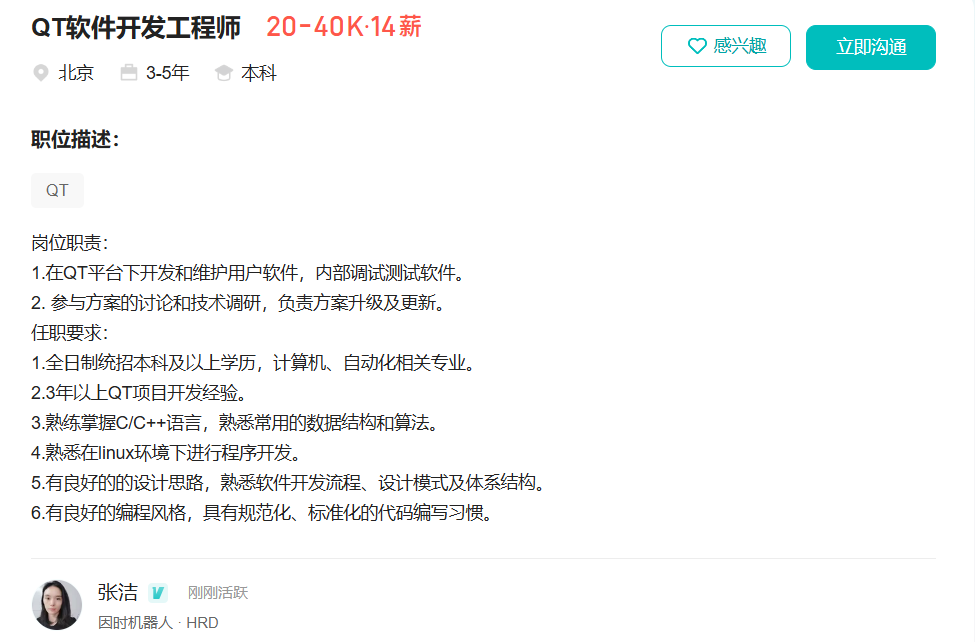 QT软件开发工程师 20-40K·14薪
感兴趣 立即沟通
北京 3-5年 本科
职位描述：
QT
岗位职责：
1.在QT平台下开发和维护用户软件，内部调试测试软件。
2. 参与方案的讨论和技术调研，负责方案升级及更新。
任职要求：
1.全日制统招本科及以上学历，计算机、自动化相关专业。
2.3年以上QT项目开发经验。
3.熟练掌握C/C++语言，熟悉常用的数据结构和算法。
4.熟悉在linux环境下进行程序开发。
5.有良好的的设计思路，熟悉软件开发流程、设计模式及体系结构。
6.有良好的编程风格，具有规范化、标准化的代码编写习惯。
张洁 刚刚活跃
因时机器人 · HRD